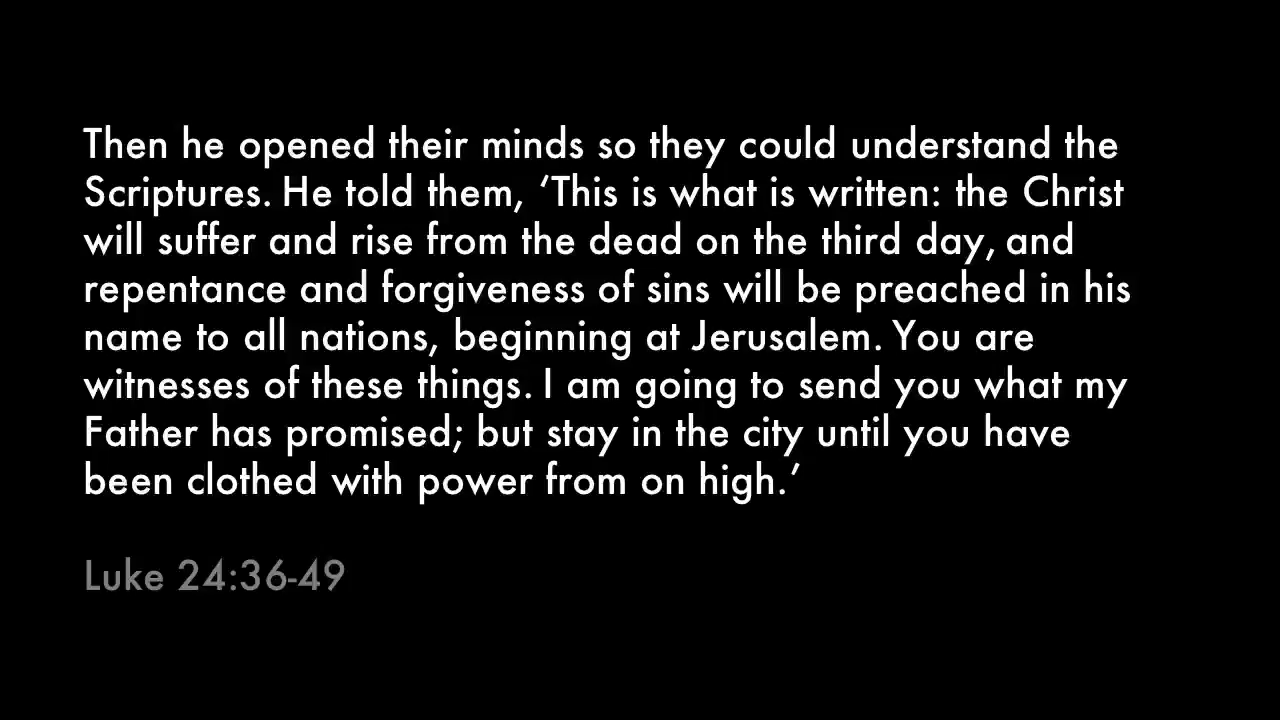 Then he opened their minds so they could understand the
Scriptures. He told them, ‘This is what is written: the Christ
will suffer and rise from the dead on the third day, and
repentance and forgiveness of sins will be preached in his
name to all nations, beginning at Jerusalem. You are
witnesses of these things. I am going to send you what my
Father has promised; but stay in the city until you have
been clothed with power from on high.’
Luke 24:36-49